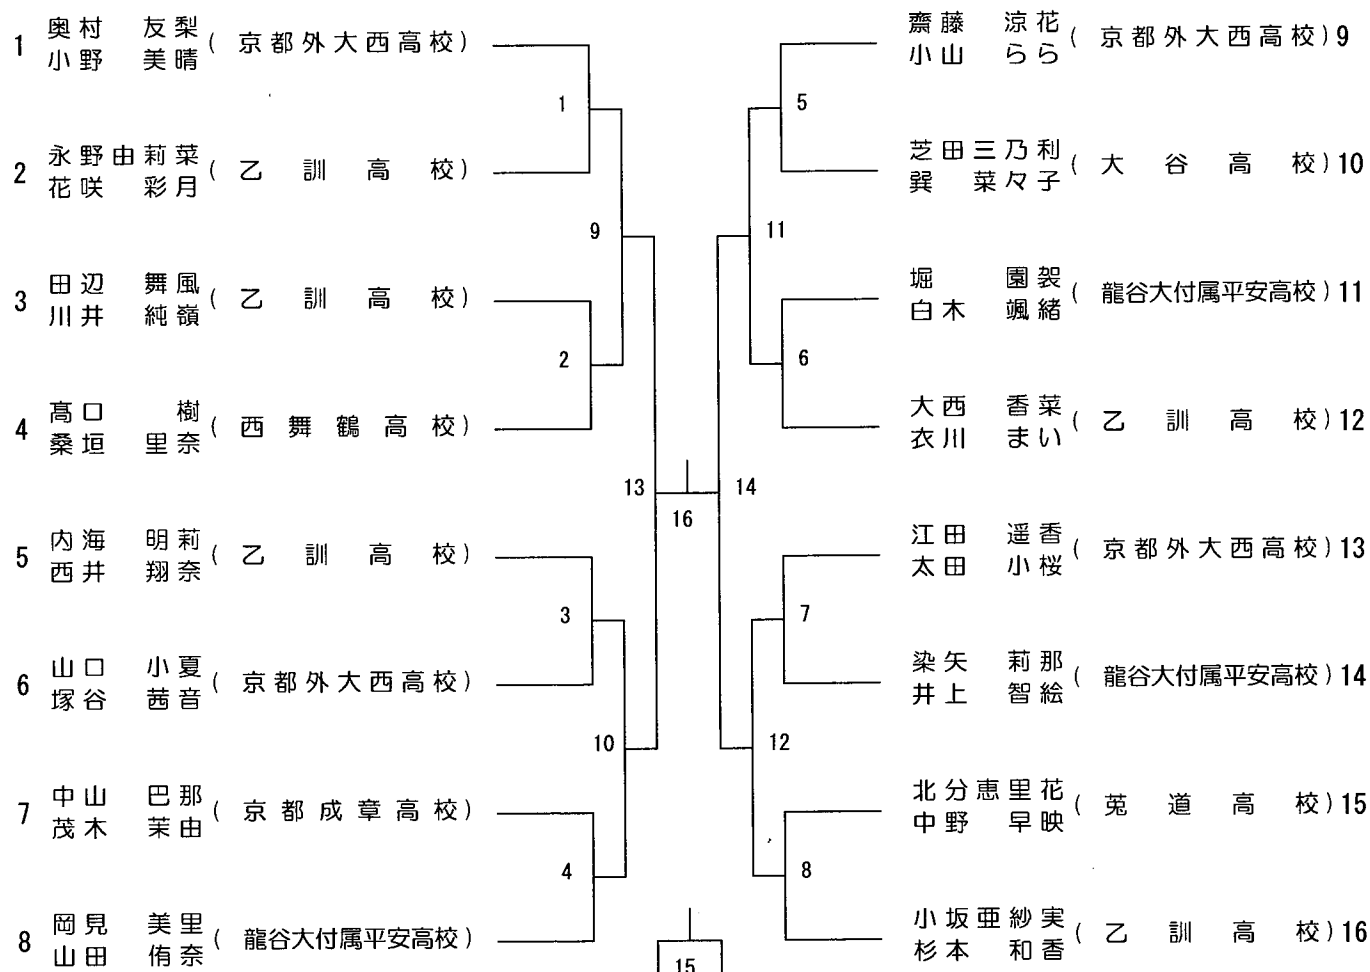 奥村 友梨
1 (京都外大西高校)
小野 美晴
永野由莉菜
2 (乙訓高校)
花咲 彩月
田辺 舞風
3 (乙訓高校)
川井 純嶺
髙口 樹
4 (西舞鶴高校)
桑垣 里奈
内海 明莉
5 (乙訓高校)
西井 翔奈
山口 小夏
6 (京都外大西高校)
塚谷 茜音
中山 巴那
7 (京都成章高校)
茂木 茉由
岡見 美里
8 (龍谷大付属平安高校)
山田 侑奈
1
9
2
13
3
10
4
16
15
5
11
6
14
7
12
8
齋藤 涼花
(京都外大西高校) 9
小山 らら
芝田三乃利
(大谷高校) 10
巽 菜々子
堀 園袈
(龍谷大付属平安高校) 11
白木 颯緒
大西 香菜
(乙訓高校) 12
衣川 まい
江田 遥香
(京都外大西高校) 13
太田 小桜
染矢 莉那
(龍谷大付属平安高校) 14
井上 智絵
北分恵里花
(莵道高校) 15
中野 早映
小坂亜紗実
(乙訓高校) 16
杉本 和香